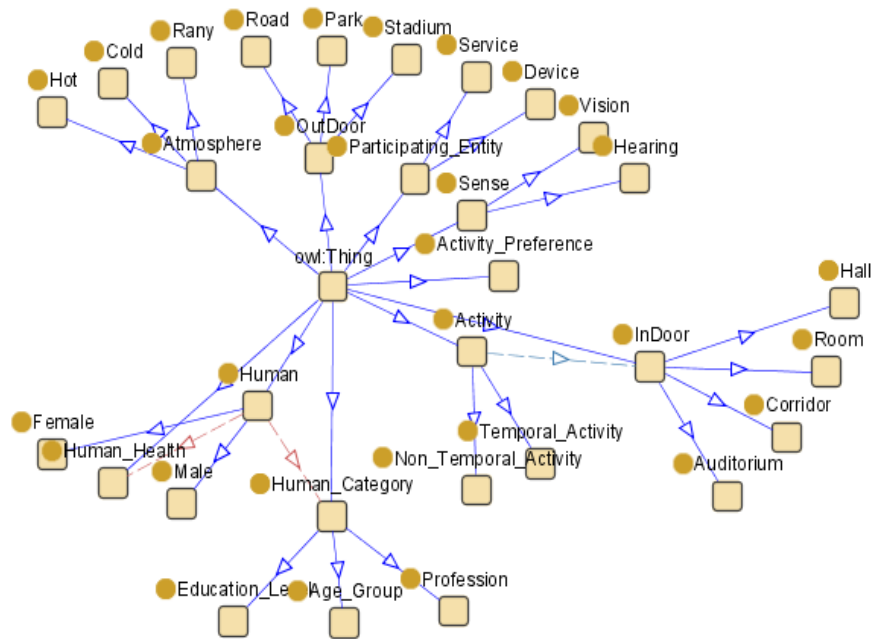 Road
Park
Stadium
Rany
Cold
Service
Hot
Device
Vision
OutDoor
Atmosphere
Participating_Entity
Hearing
Sense
Activity_Preference
owl:Thing
Hall
Activity
InDoor
Room
Human
Female
Corridor
Temporal_Activity
Human_Health
Non_Temporal_Activity
Auditorium
Male
Human_Category
Profession
Education_Level
Age_Group